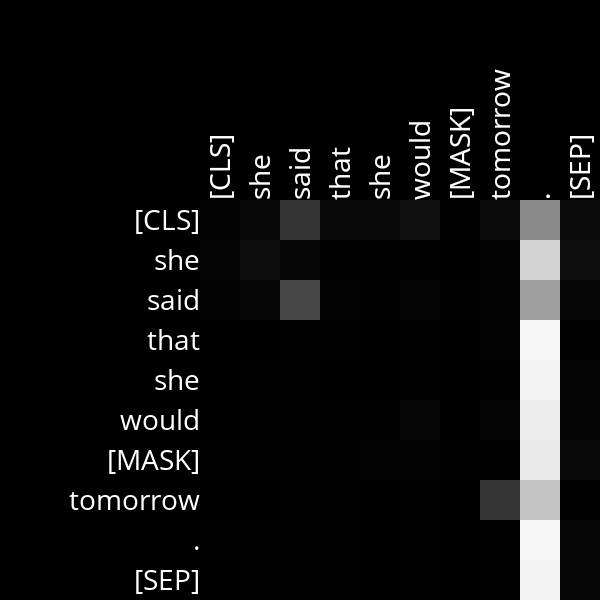 [CLS] she said that she would [MASK] tomorrow . [SEP]
[CLS]
she
said
that
she
would
[MASK]
tomorrow
.
[SEP]